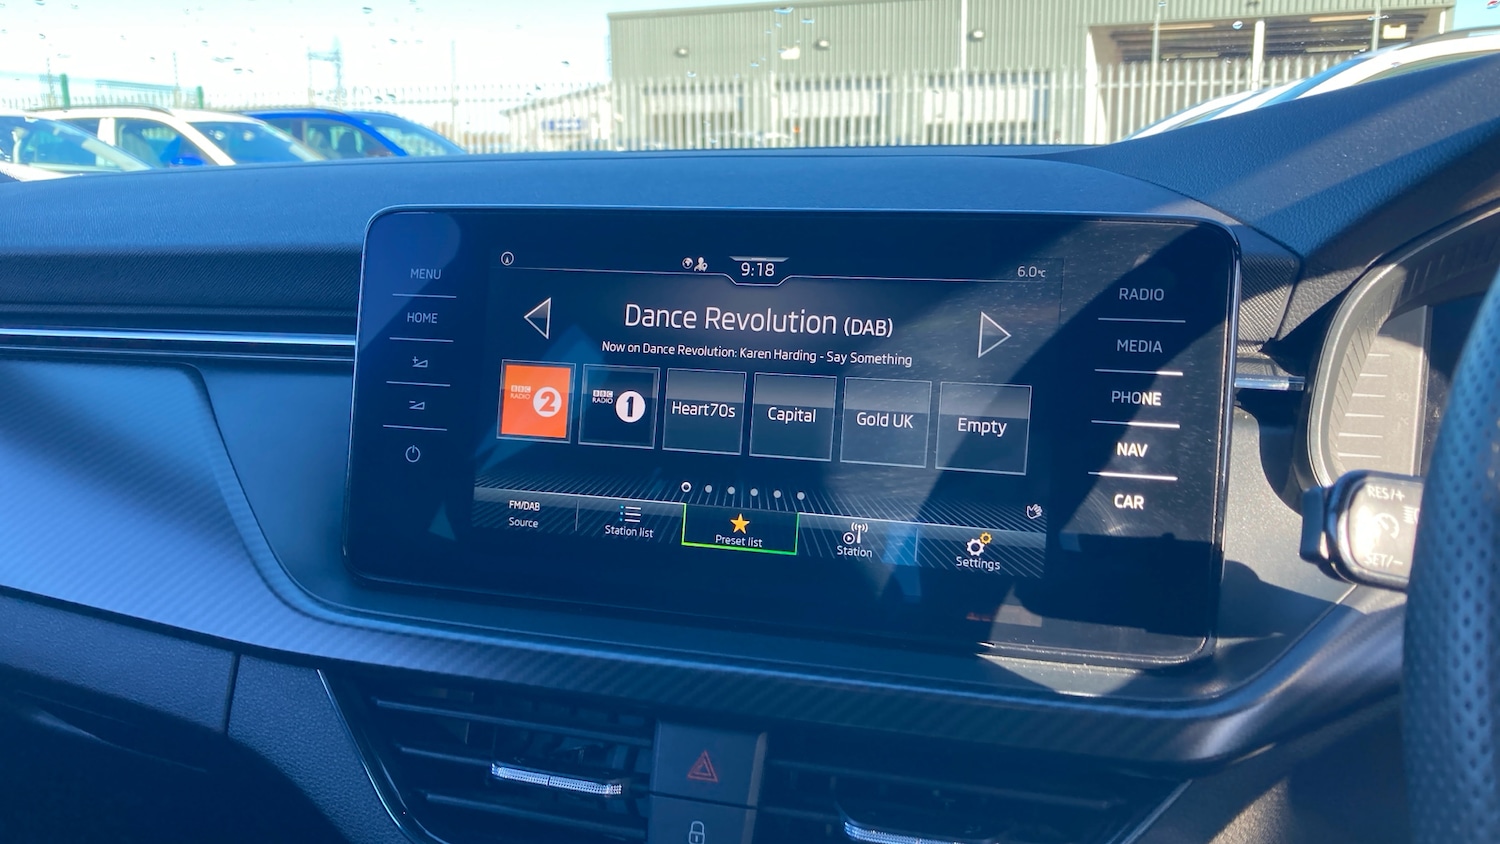 9:18
6.0°C
MENU
HOME
Dance Revolution (DAB)
Now on Dance Revolution: Karen Harding - Say Something
BBC
RADIO 2
BBC
RADIO 1
Heart70s
Capital
Gold UK
Empty
FM/DAB
Source
Station list
Preset list
Station
Settings
RADIO
MEDIA
PHONE
NAV
CAR
RES/+
SET/-